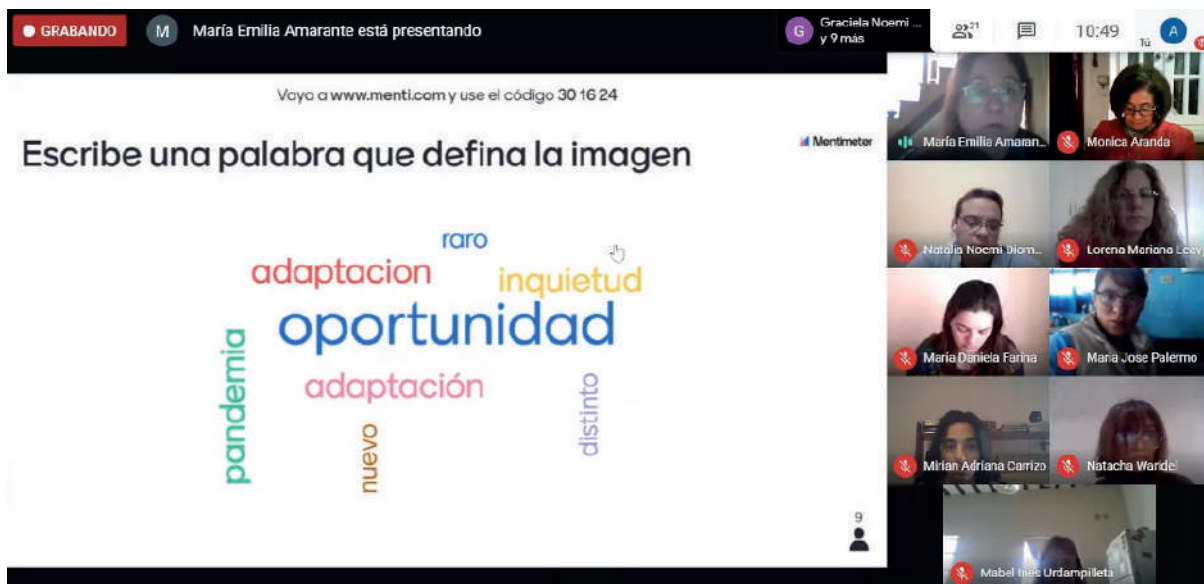 GRABANDO
M
María Emilia Amarante está presentando
G
Graciela Noemi ...
y 9 más
21
10:49
Tú
A
Vaya a www.menti.com y use el código 30 16 24
Escribe una palabra que defina la imagen
Mentimeter
raro
adaptacion
inquietud
oportunidad
pandemia
adaptación
distinto
nuevo
9
María Emilia Amaran...
Monica Aranda
Natalia Noemi Diom...
Lorena Mariana Leav
Maria Daniela Farina
Maria Jose Palermo
Mirian Adriana Carrizo
Natacha Waridel
Mabel Ines Urdampilleta